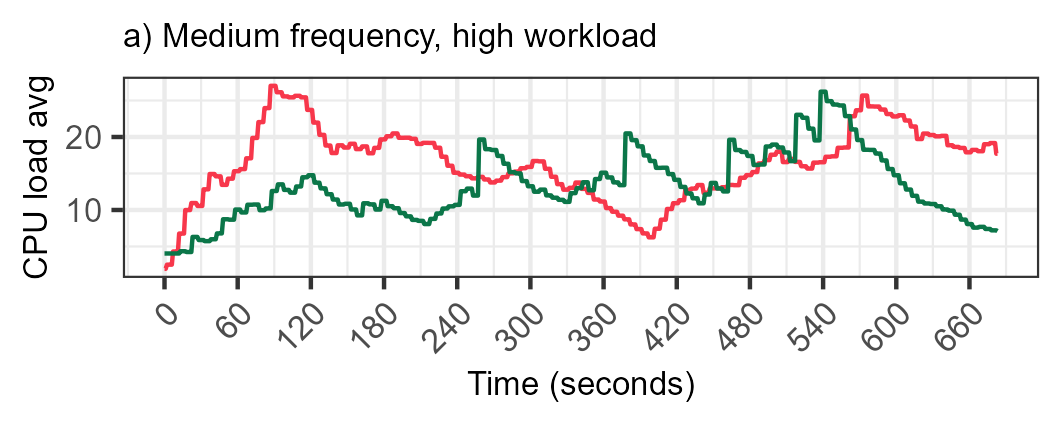 a) Medium frequency, high workload
CPU load avg
20
10
0 60 120 180 240 300 360 420 480 540 600 660
Time (seconds)